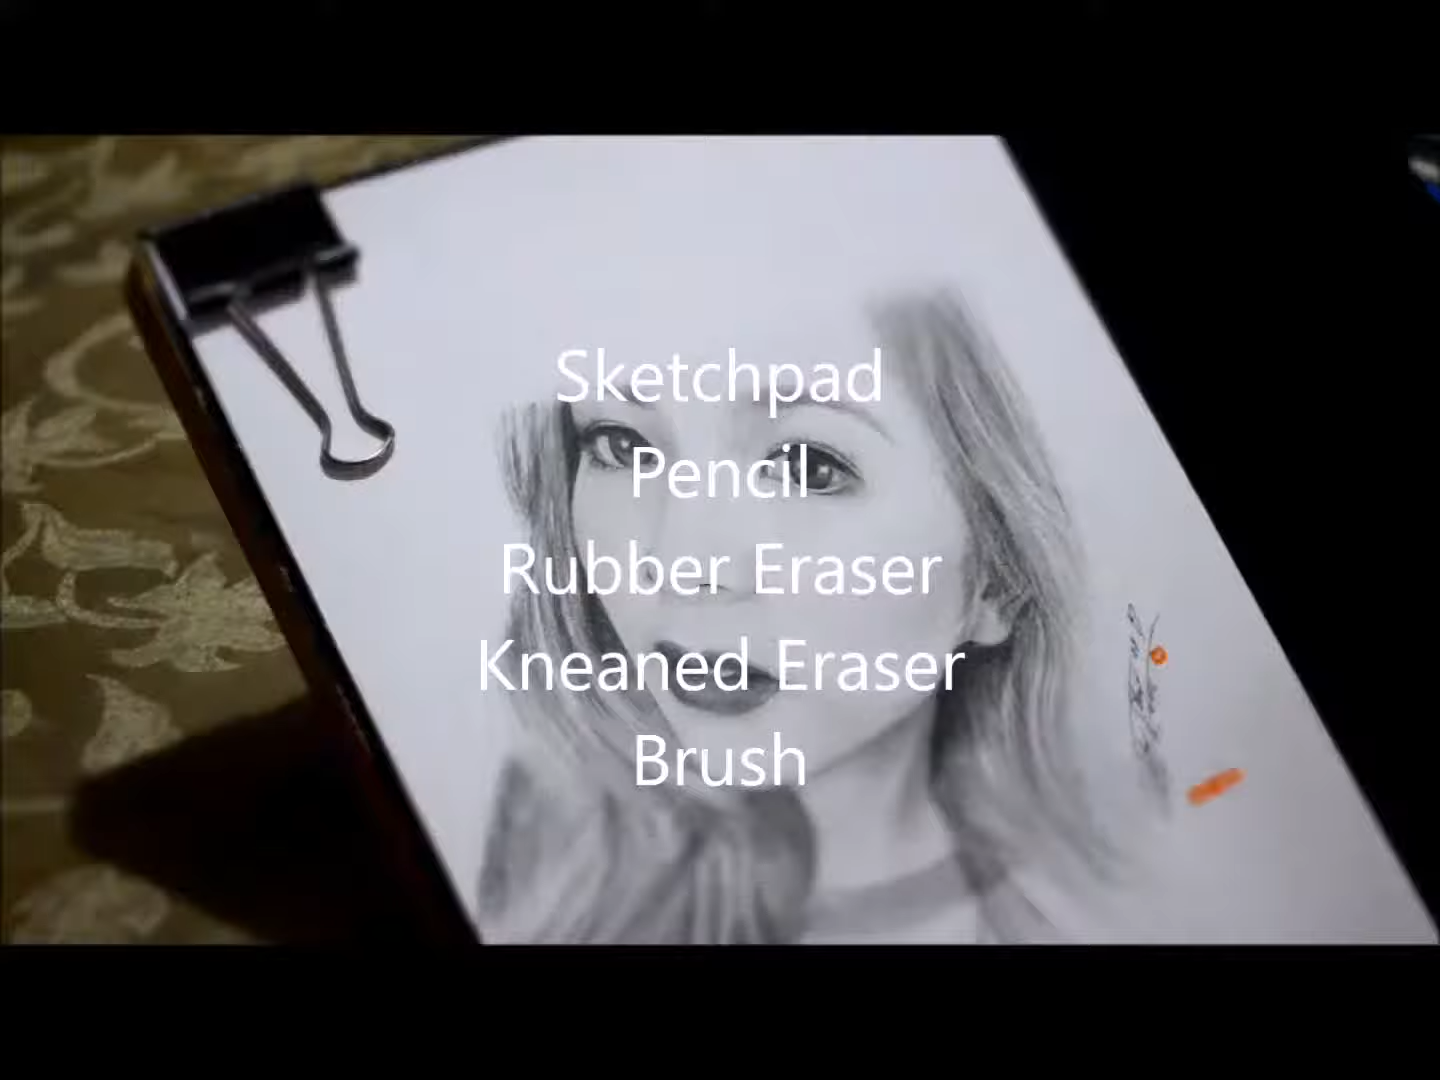 Sketchpad
Pencil
Rubber Eraser
Kneaned Eraser
Brush